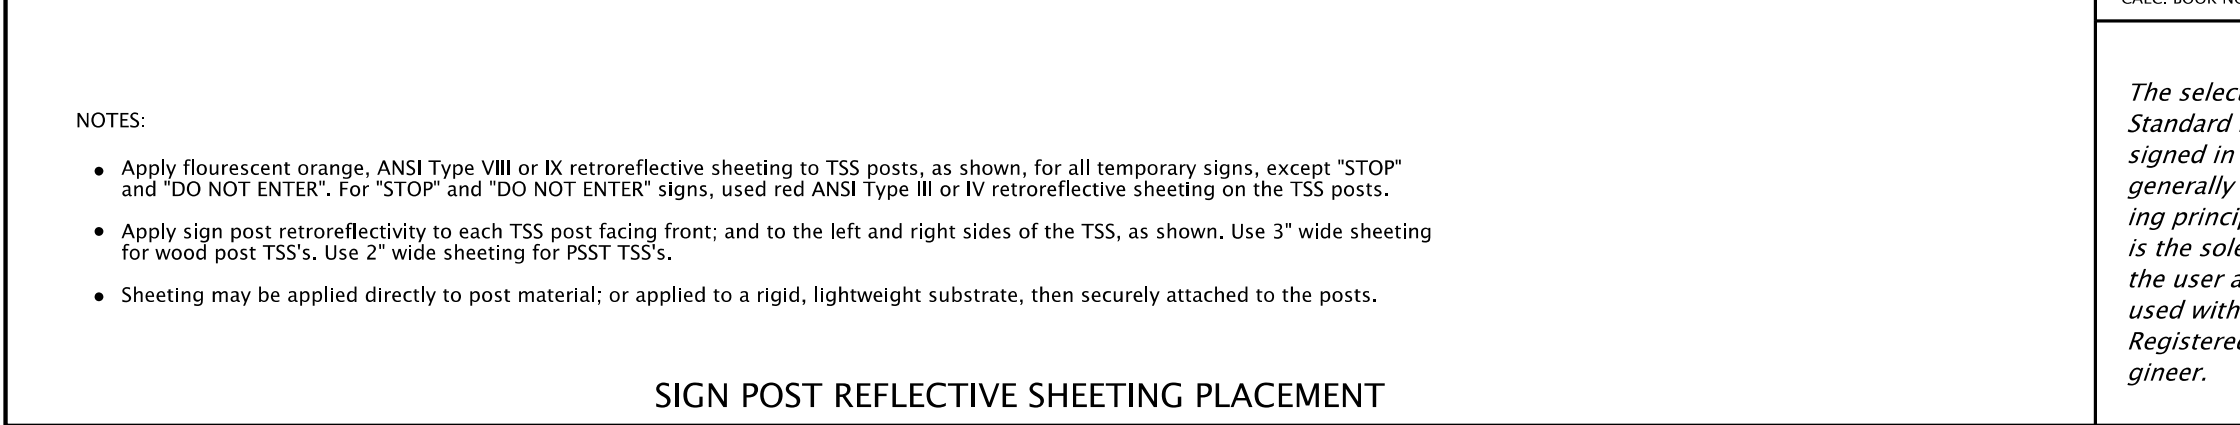 NOTES:
● Apply flourescent orange, ANSI Type VIII or IX retroreflective sheeting to TSS posts, as shown, for all temporary signs, except "STOP"
and "DO NOT ENTER". For "STOP" and "DO NOT ENTER" signs, used red ANSI Type III or IV retroreflective sheeting on the TSS posts.
● Apply sign post retroreflectivity to each TSS post facing front; and to the left and right sides of the TSS, as shown. Use 3" wide sheeting
for wood post TSS's. Use 2" wide sheeting for PSST TSS's.
● Sheeting may be applied directly to post material; or applied to a rigid, lightweight substrate, then securely attached to the posts.
SIGN POST REFLECTIVE SHEETING PLACEMENT
CALC. BOOK
The
Standard
signed in
generally
ing
is the
the user
used with
gineer.